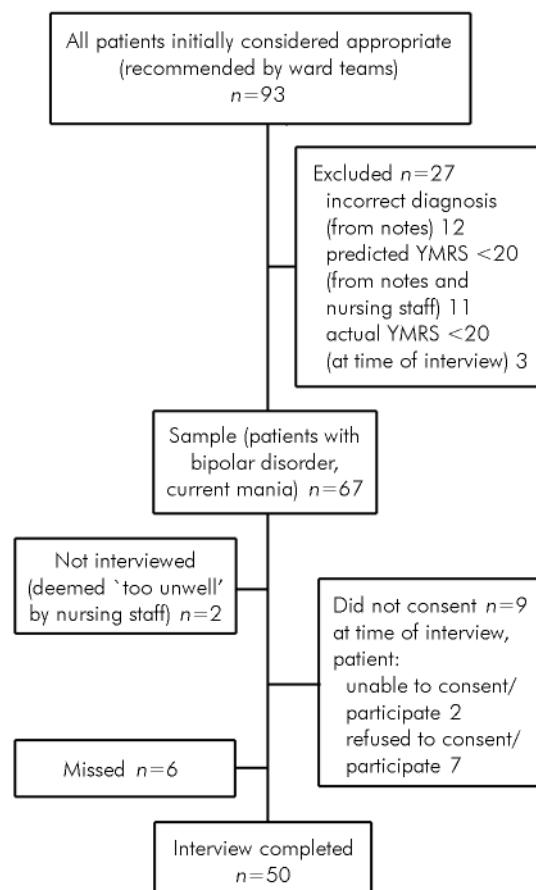 All patients initially considered appropriate
(recommended by ward teams)
n=93
Excluded n=27
incorrect diagnosis
(from notes) 12
predicted YMRS <20
(from notes and
nursing staff) 11
actual YMRS <20
(at time of interview) 3
Sample (patients with
bipolar disorder,
current mania) n=67
Not interviewed
(deemed `too unwell'
by nursing staff) n=2
Did not consent n=9
at time of interview,
patient:
unable to consent/
participate 2
refused to consent/
participate 7
Missed n=6
Interview completed
n=50